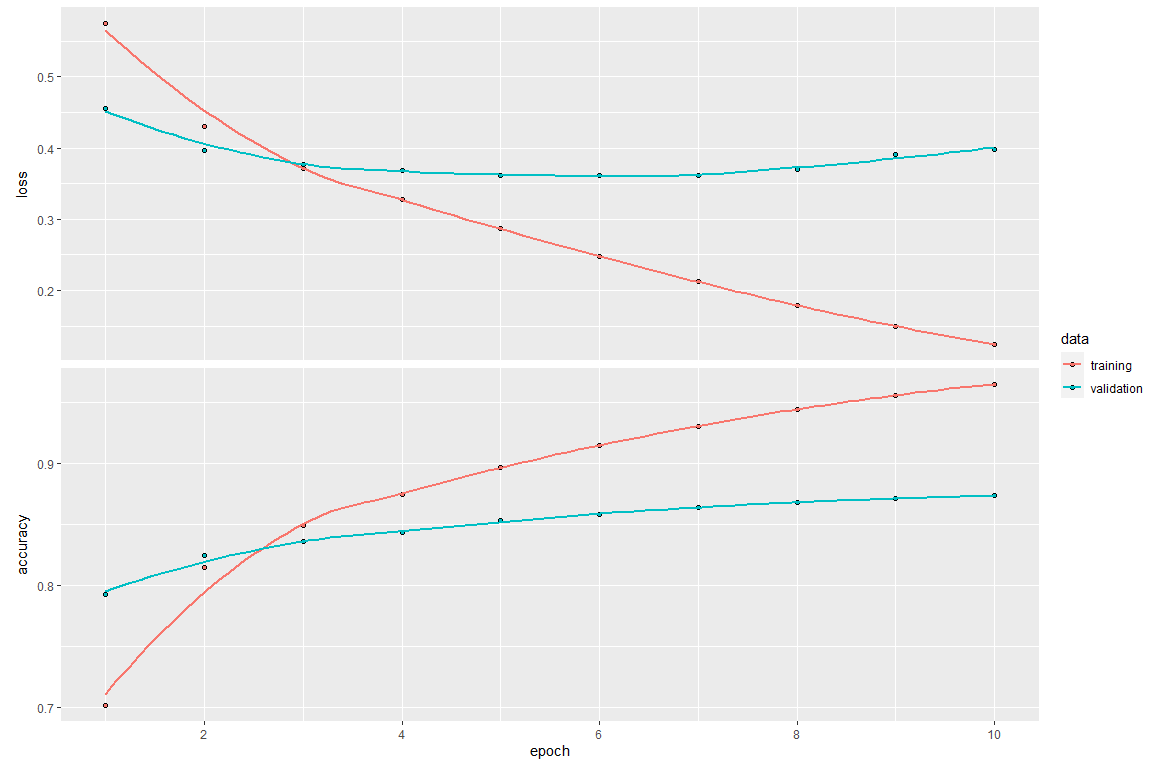 0.5
0.4
0.3
0.2
loss
0.9
0.8
0.7
accuracy
2 4 6 8 10
epoch
data
training
validation